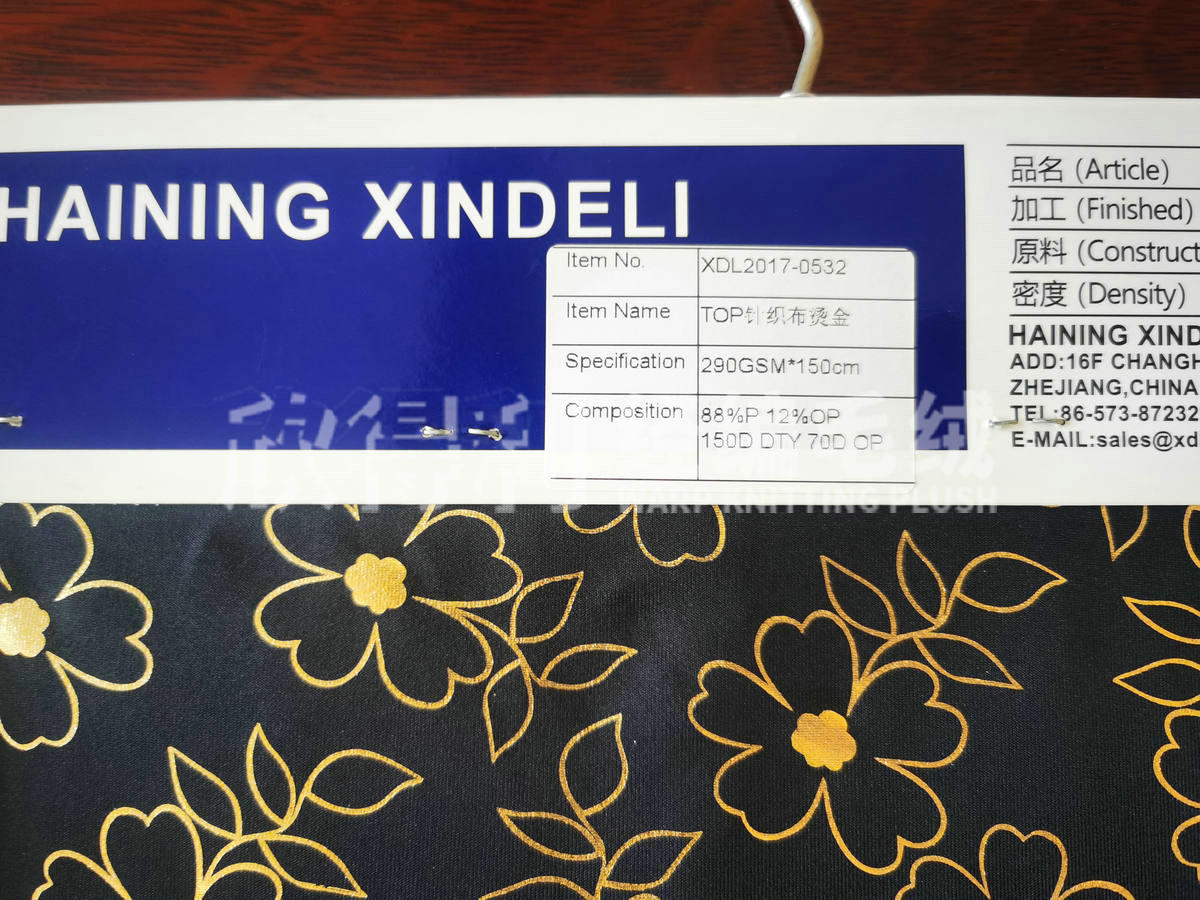 HAINING XINDELI
Item No. XDL2017-0532
Item Name TOP针织布烫金
Specification 290GSM*150cm
Composition 88%P 12%OP
150D DTY 70D OP
品名 (Article)
加工 (Finished)
原料 (Construct
密度 (Density)
HAINING XIND
ADD:16F CHANGH
ZHEJIANG,CHINA
TEL:86-573-87232
E-MAIL:sales@xd
毛绒
WARP KNITTING PLUSH